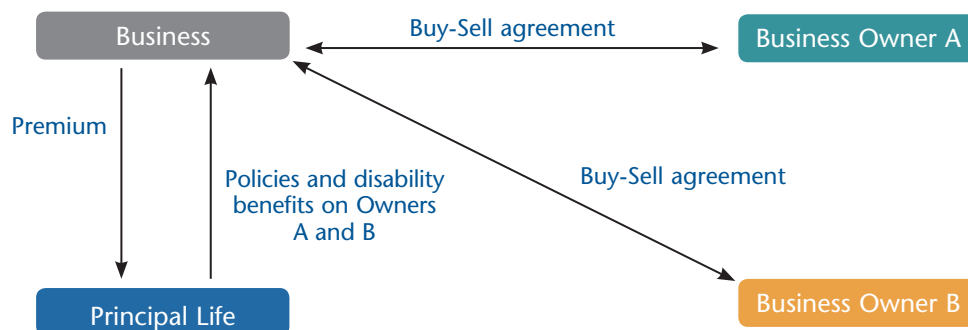 Business
Buy-Sell agreement
Business Owner A
Premium
Policies and disability
benefits on Owners
A and B
Buy-Sell agreement
Principal Life
Business Owner B